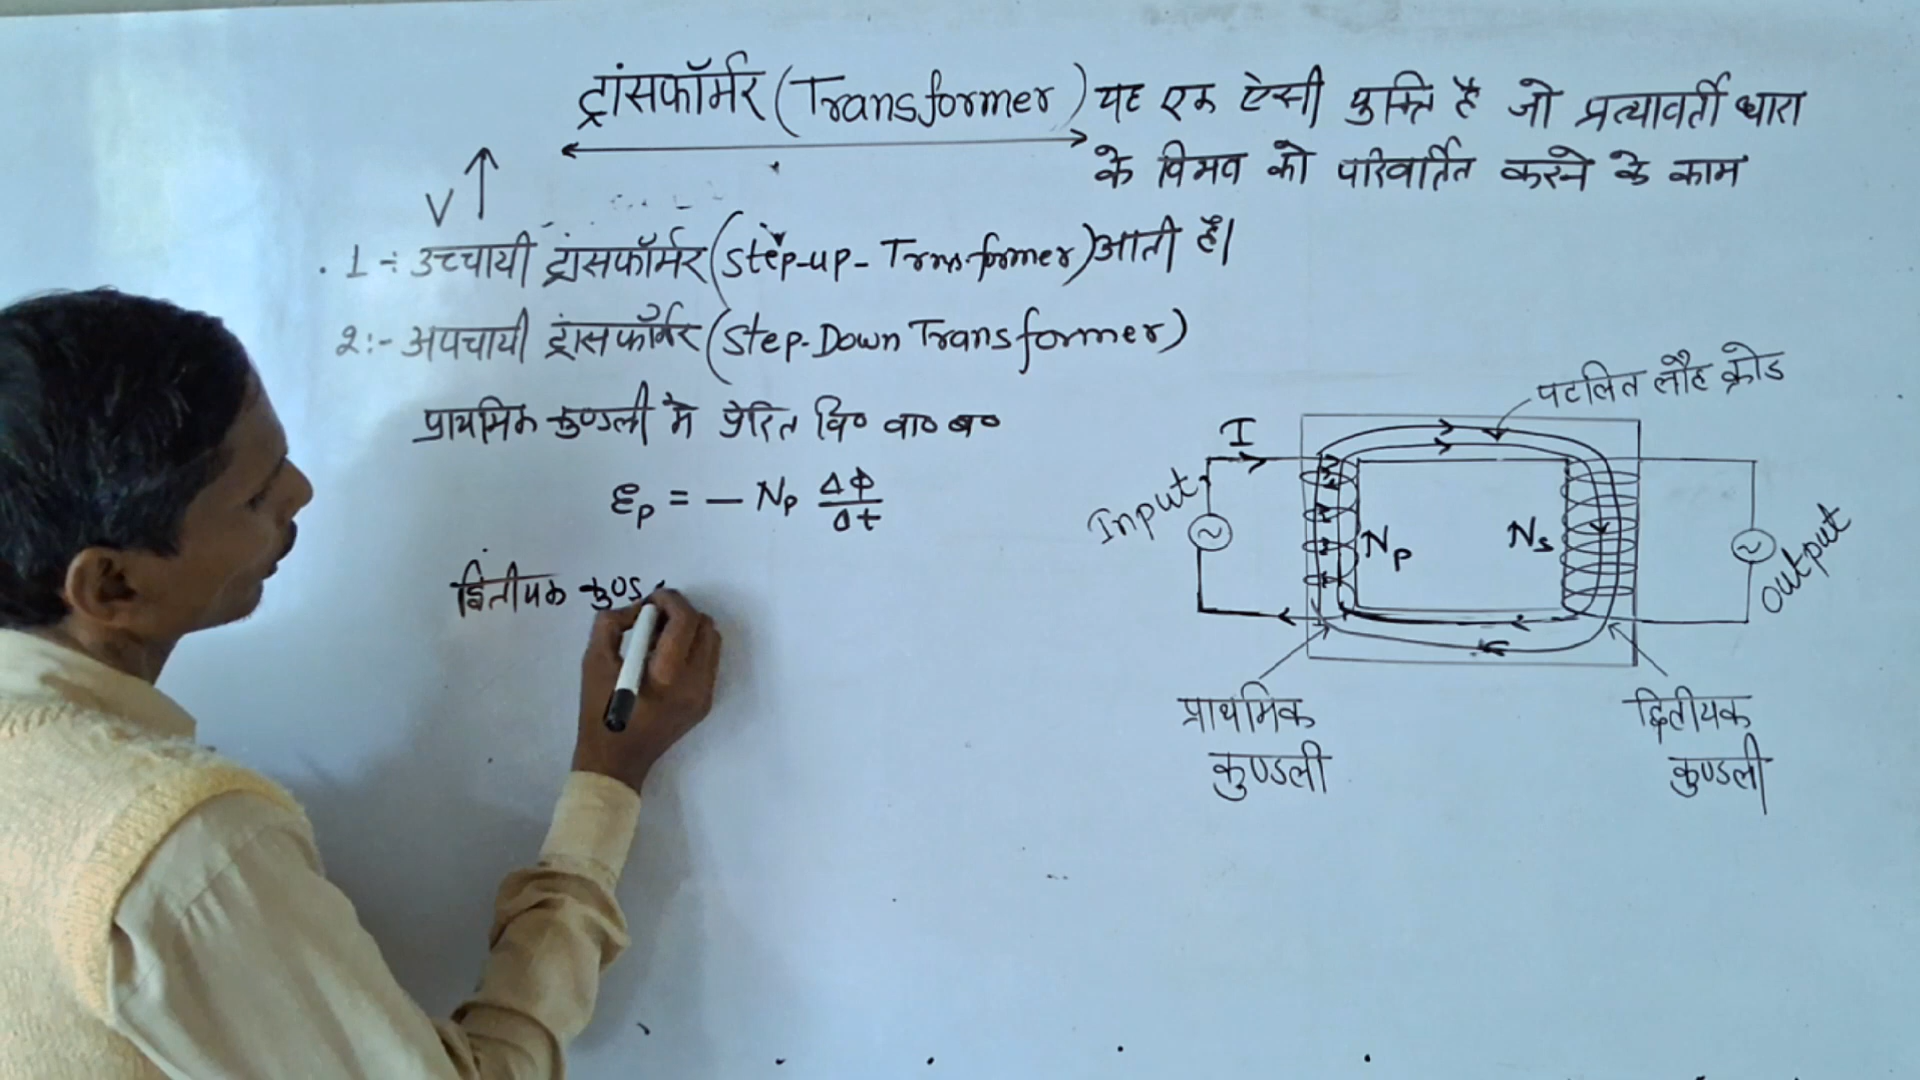 ट्रांसफॉर्मर (Transformer) यह एक ऐसी युक्ति है जो प्रत्यावर्ती धारा
के विभव को परिवर्तित करने के काम
V ↑
1 :- उच्चायी ट्रांसफॉर्मर (Step-up-Transformer) आती है।
2:- अपचायी ट्रांसफॉर्मर (Step-Down Transformer)
प्राथमिक कुण्डली मे प्रेरित वि० वा० ब०
εp = - Np Δφ/Δt
द्वितीयक कुण्ड
पटलित लौह क्रोड
I
Input
Np
Ns
output
प्राथमिक
कुण्डली
द्वितीयक
कुण्डली